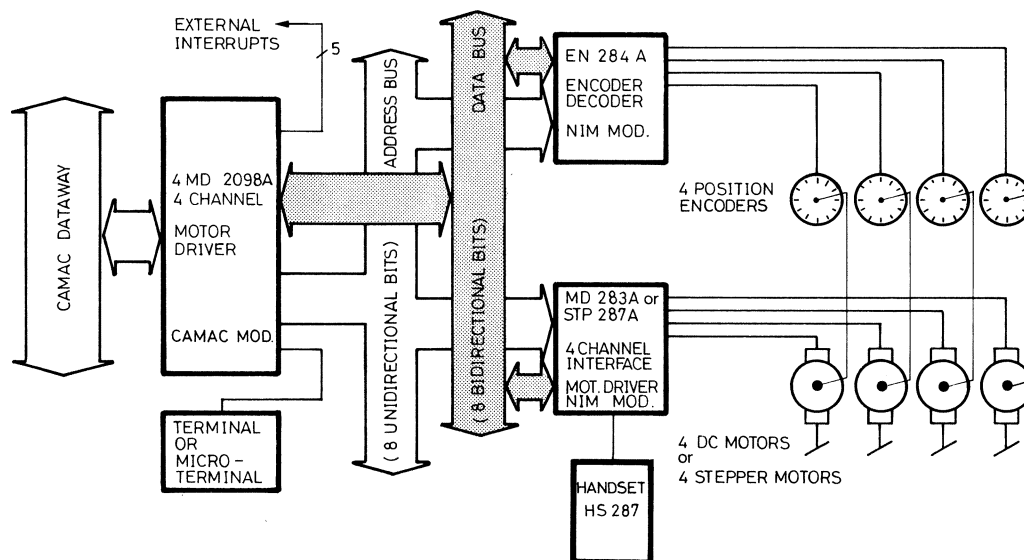 EXTERNAL
INTERRUPTS
5
CAMAC DATAWAY
4 MD 2098A
4 CHANNEL
MOTOR
DRIVER
CAMAC MOD.
TERMINAL
OR
MICRO-
TERMINAL
(8 UNIDIRECTIONAL BITS) ADDRESS BUS
(8 BIDIRECTIONAL BITS) DATA BUS
EN 284 A
ENCODER
DECODER
NIM MOD.
4 POSITION
ENCODERS
MD 283A or
STP 287A
4 CHANNEL
INTERFACE
MOT. DRIVER
NIM MOD.
HANDSET
HS 287
4 DC MOTORS
or
4 STEPPER MOTORS